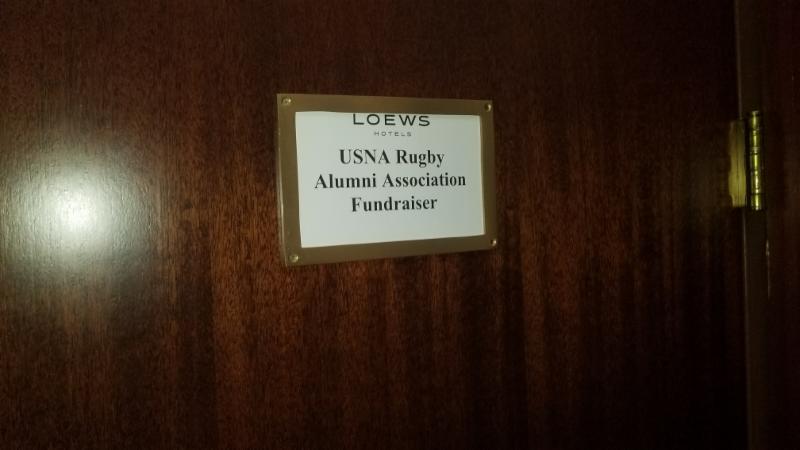 LOEWS
HOTELS
USNA Rugby
Alumni Association
Fundraiser